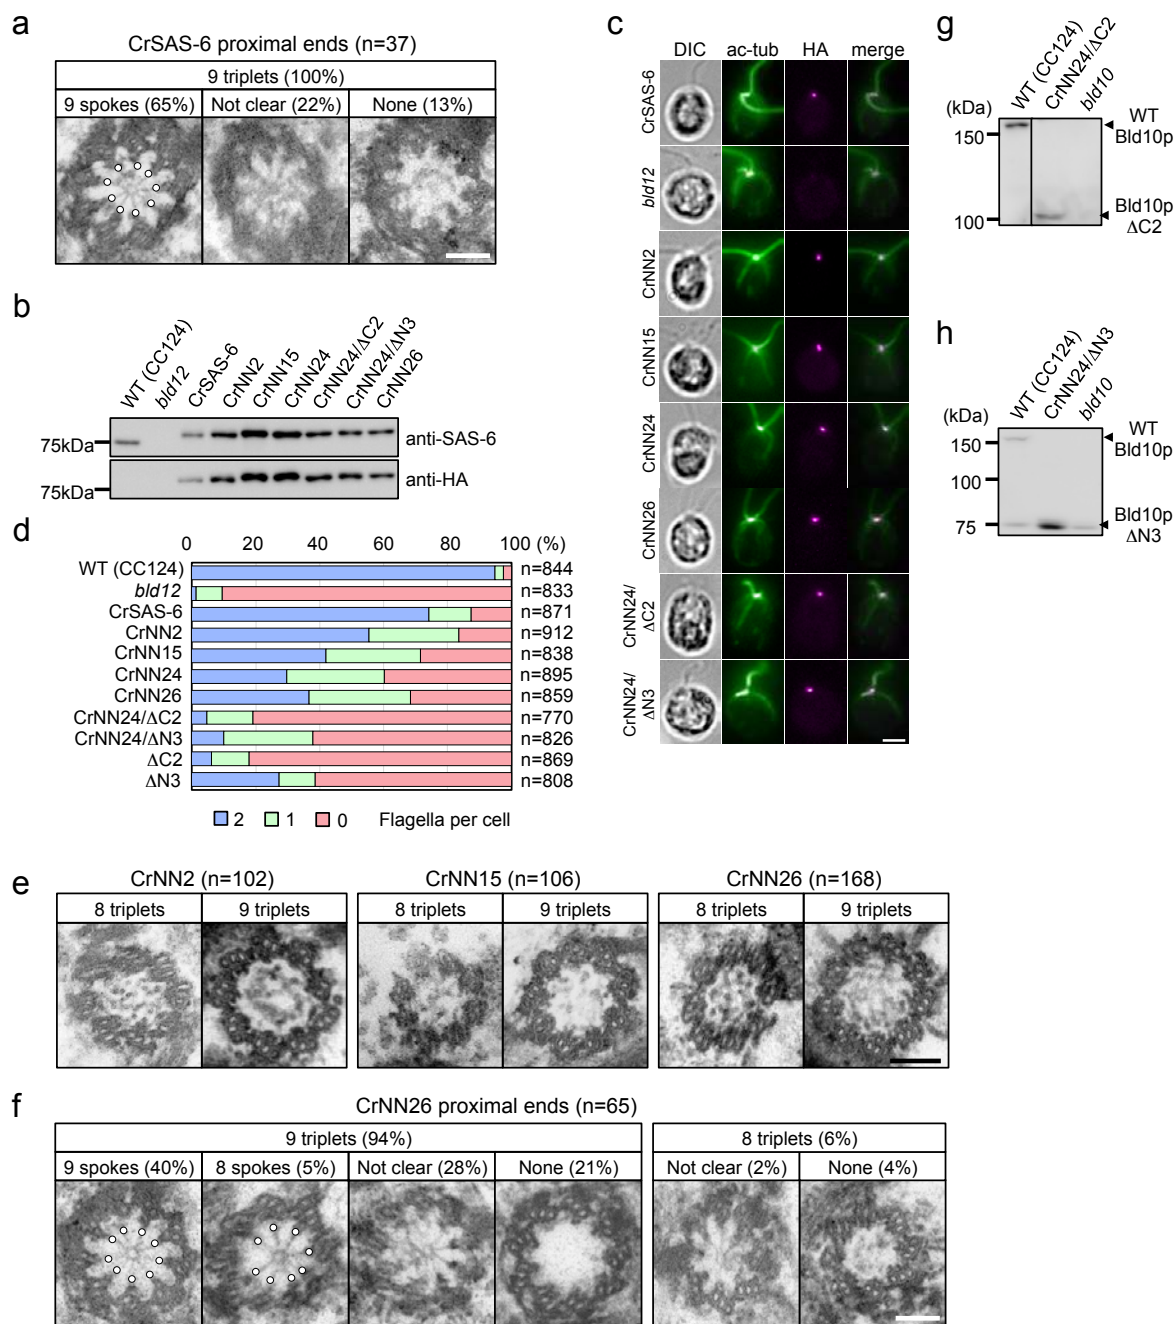 a
CrSAS-6 proximal ends (n=37)
9 triplets (100%)
9 spokes (65%) Not clear (22%) None (13%)
b
WT (CC124) bld12 CrSAS-6 CrNN2 CrNN15 CrNN24 CrNN24/ΔC2 CrNN24/ΔN3 CrNN26
75kDa anti-SAS-6
75kDa anti-HA
c
DIC ac-tub HA merge
CrSAS-6
bld12
CrNN2
CrNN15
CrNN24
CrNN26
CrNN24/
ΔC2
CrNN24/
ΔN3
d
0 20 40 60 80 100 (%)
WT (CC124) n=844
bld12 n=833
CrSAS-6 n=871
CrNN2 n=912
CrNN15 n=838
CrNN24 n=895
CrNN26 n=859
CrNN24/ΔC2 n=770
CrNN24/ΔN3 n=826
ΔC2 n=869
ΔN3 n=808
2 1 0 Flagella per cell
e
CrNN2 (n=102) CrNN15 (n=106) CrNN26 (n=168)
8 triplets 9 triplets 8 triplets 9 triplets 8 triplets 9 triplets
f
CrNN26 proximal ends (n=65)
9 triplets (94%) 8 triplets (6%)
9 spokes (40%) 8 spokes (5%) Not clear (28%) None (21%) Not clear (2%) None (4%)
g
WT (CC124) CrNN24/ΔC2 bld10
(kDa)
150
100
WT
Bld10p
Bld10p
ΔC2
h
WT (CC124) CrNN24/ΔN3 bld10
(kDa)
150
100
75
WT
Bld10p
Bld10p
ΔN3